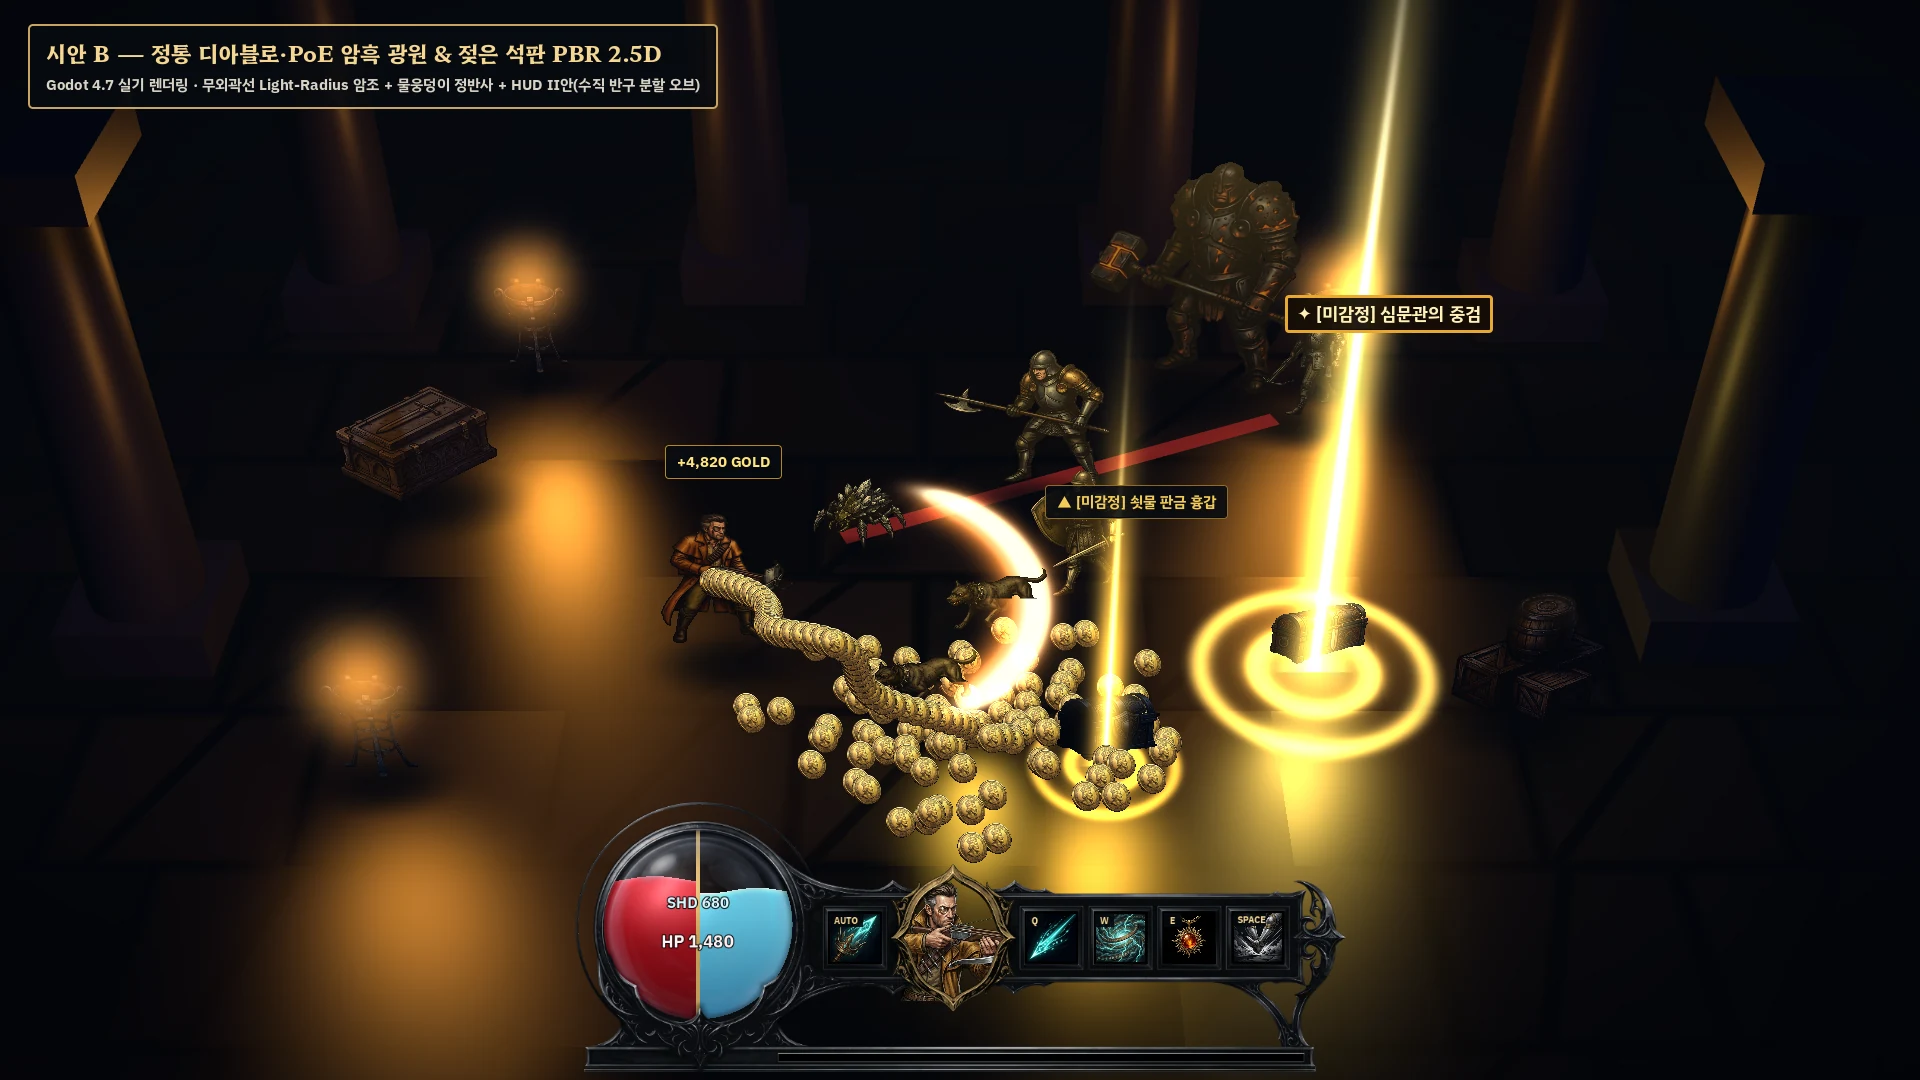 시안 B — 정통 디아블로·PoE 암흑 광원 & 젖은 석판 PBR 2.5D
Godot 4.7 실기 렌더링 · 무외곽선 Light-Radius 암조 + 물웅덩이 정반사 + HUD II안(수직 반구 분할 오브)
✦ [미감정] 심문관의 중검
+4,820 GOLD
▲ [미감정] 쇳물 판금 흉갑
SHD 680
HP 1,480
AUTO
Q
W
E
SPACE